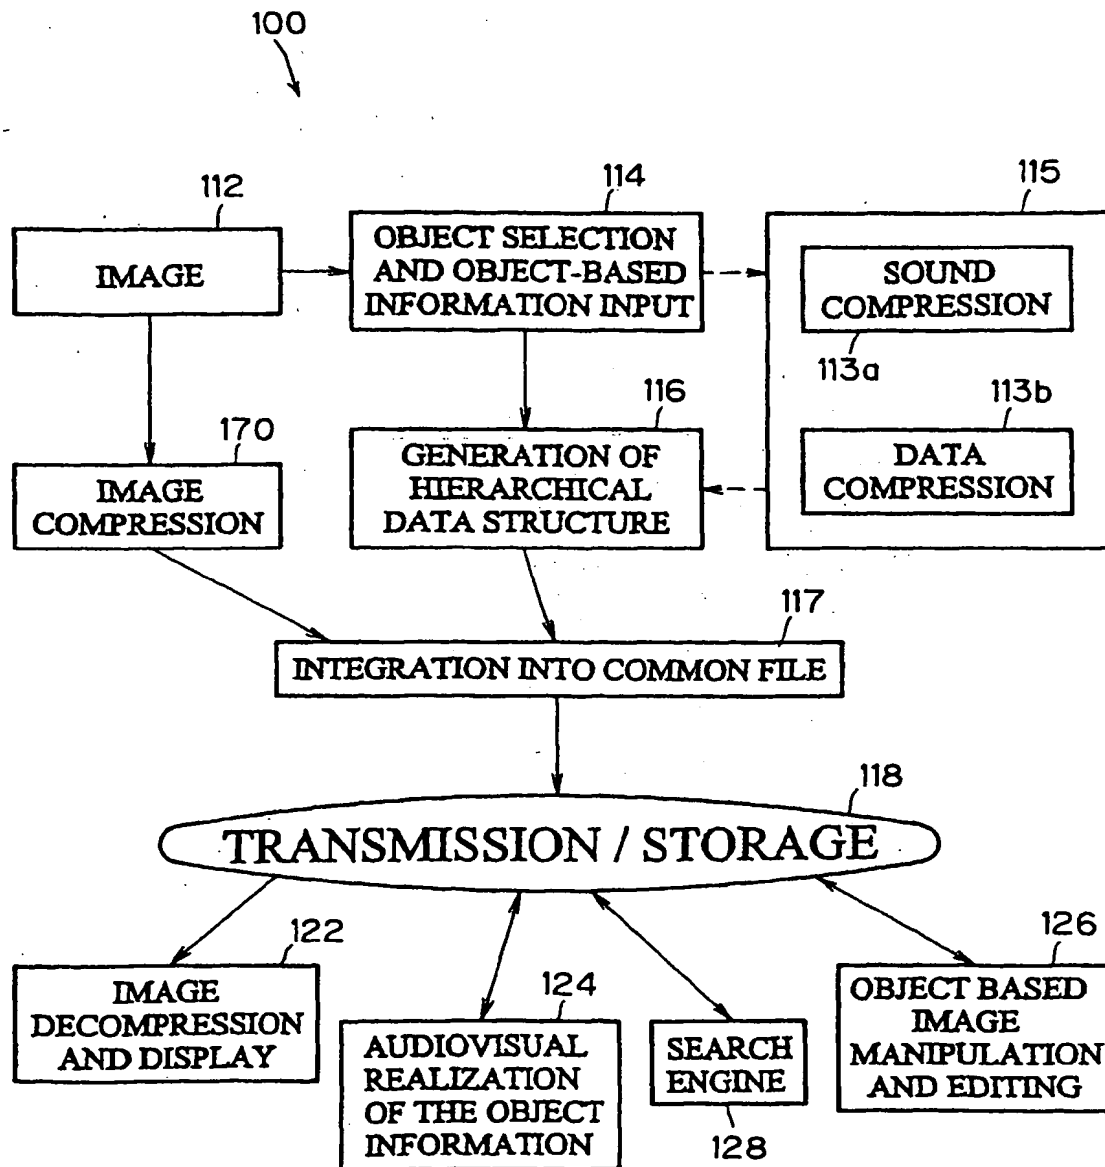 100
112
114
115
IMAGE
OBJECT SELECTION
AND OBJECT-BASED
INFORMATION INPUT
SOUND
COMPRESSION
113a
170
116
113b
IMAGE
COMPRESSION
GENERATION OF
HIERARCHICAL
DATA STRUCTURE
DATA
COMPRESSION
117
INTEGRATION INTO COMMON FILE
118
TRANSMISSION / STORAGE
122
IMAGE
DECOMPRESSION
AND DISPLAY
124
AUDIOVISUAL
REALIZATION
OF THE OBJECT
INFORMATION
SEARCH
ENGINE
128
126
OBJECT BASED
IMAGE
MANIPULATION
AND EDITING